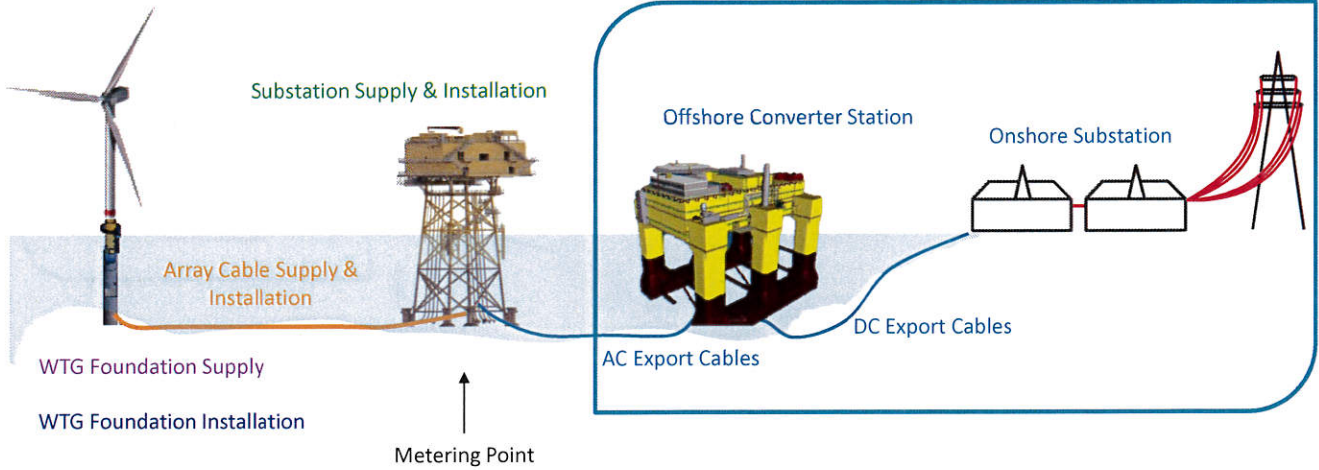 Substation Supply & Installation
Offshore Converter Station
Onshore Substation
Array Cable Supply &
Installation
DC Export Cables
AC Export Cables
WTG Foundation Supply
WTG Foundation Installation
Metering Point